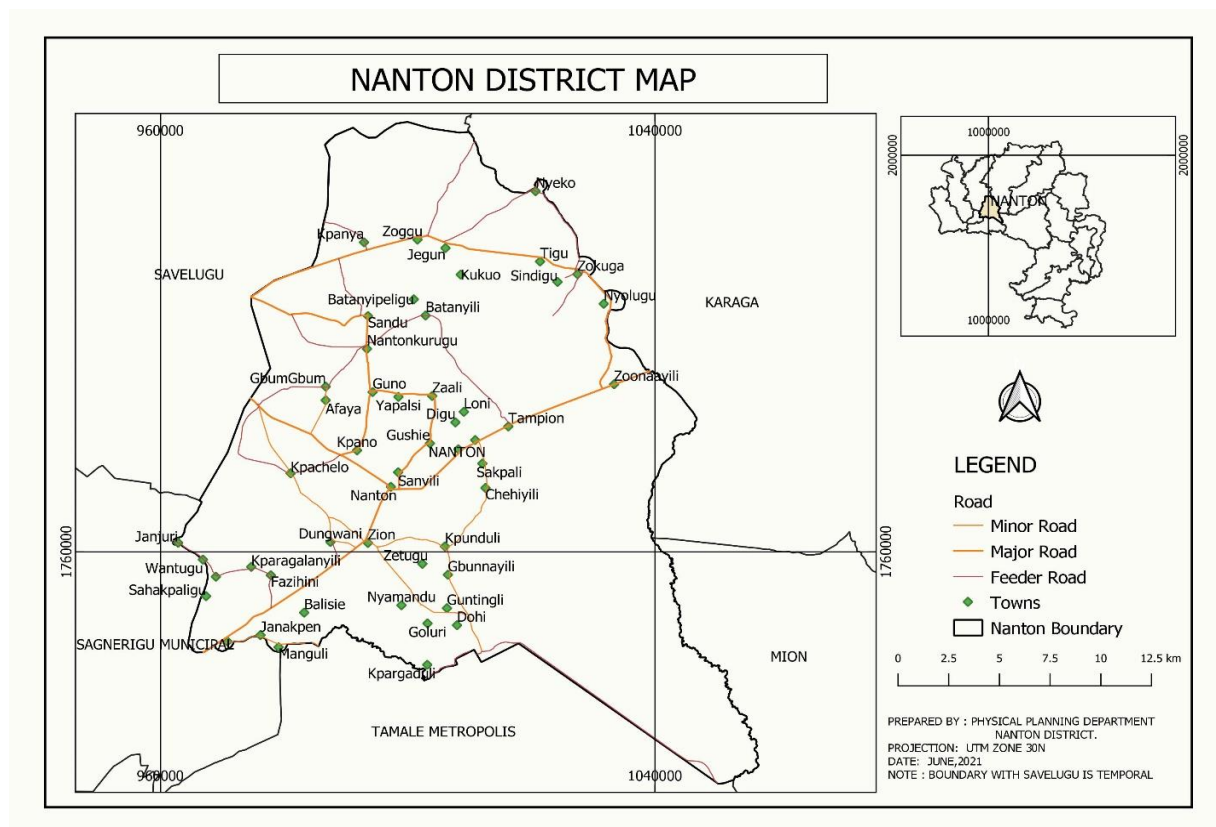 NANTON DISTRICT MAP
960000
1040000
Nyeko
Kpanya
Zoggu
Jegun
Tigu
SAVELUGU
Kukuo
Sindigu
Zokuga
Batanyipeligu
Batanyili
Nyolugu
KARAGA
Sandu
Nantonkurugu
GbumGbum
Guno
Zaali
Zoonaayili
Afaya
Yapalsi
Digu
Loni
Tampion
Kpano
Gushie
NANTON
Kpachelo
Sanvili
Sakpali
Nanton
Chehiyili
Janjuri
Dungwani
Zion
Kpunduli
1760000
1760000
Wantugu
Kparagalanyili
Zetugu
Gbunnayili
Fazihini
Sahakpaligu
Balisie
Nyamandu
Guntingli
Dohi
Janakpen
Goluri
SAGNERIGU MUNICIRAL
Manguli
Kpargaduli
MION
TAMALE METROPOLIS
960000
1040000
1000000
2000000
2000000
NANTON
1000000
LEGEND
Road
Minor Road
Major Road
Feeder Road
Towns
Nanton Boundary
0 2.5 5 7.5 10 12.5 km
PREPARED BY : PHYSICAL PLANNING DEPARTMENT
NANTON DISTRICT.
PROJECTION: UTM ZONE 30N
DATE: JUNE,2021
NOTE : BOUNDARY WITH SAVELUGU IS TEMPORAL